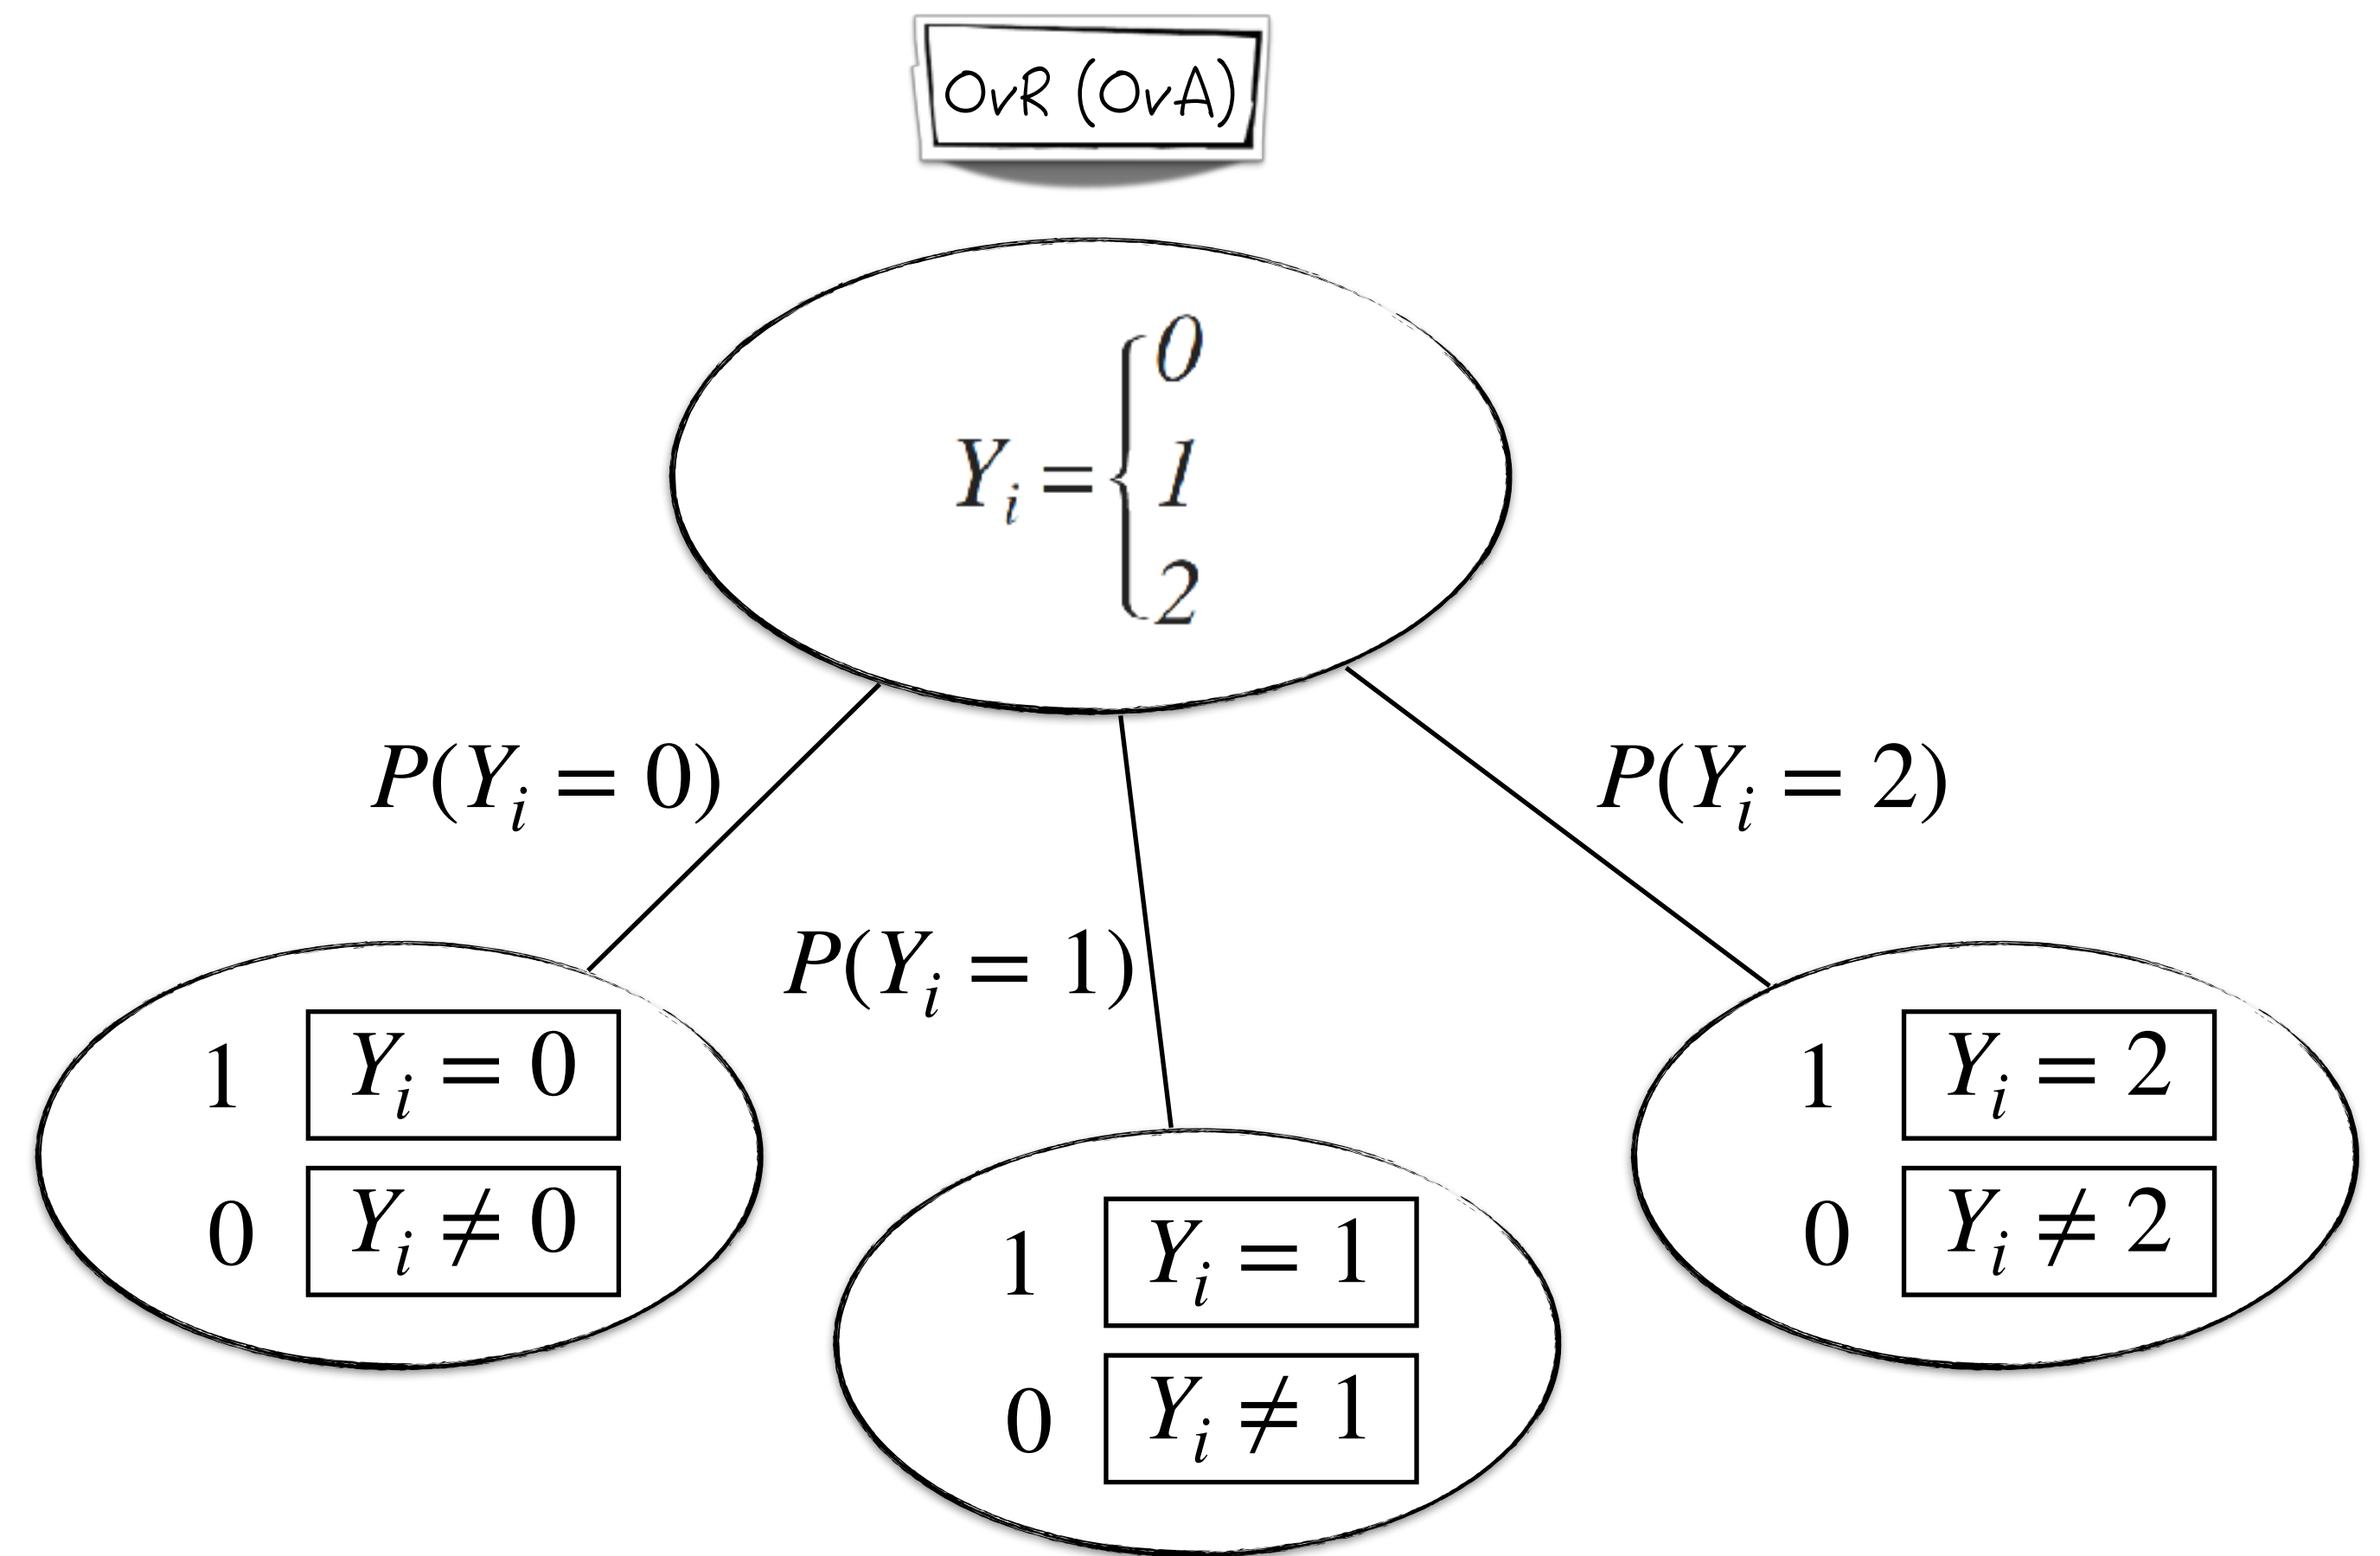 OvR (OvA)
Y_i = { 0
1
2
P(Y_i = 0)
P(Y_i = 2)
P(Y_i = 1)
1 Y_i = 0
0 Y_i ≠ 0
1 Y_i = 1
0 Y_i ≠ 1
1 Y_i = 2
0 Y_i ≠ 2